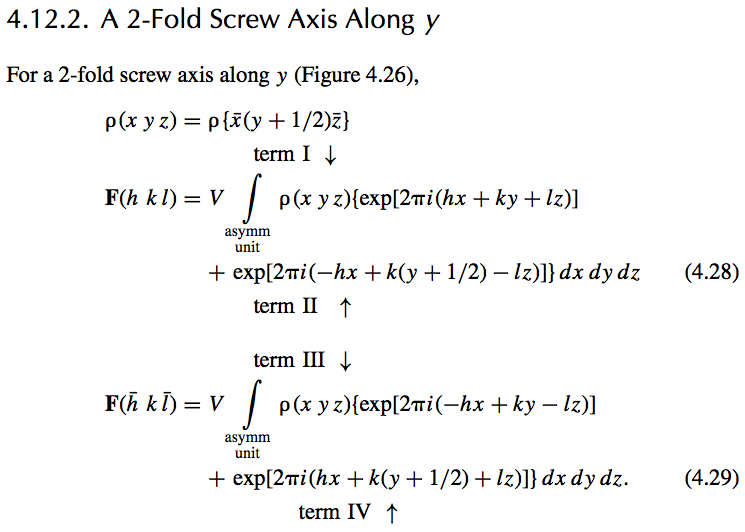 4.12.2. A 2-Fold Screw Axis Along y
For a 2-fold screw axis along y (Figure 4.26),
ρ(x y z) = ρ{x̄(y + 1/2)z̄}
term I ↓
F(h k l) = V ∫ ρ(x y z){exp[2πi(hx + ky + lz)]
asymm
unit
+ exp[2πi(−hx + k(y + 1/2) − lz)]} dx dy dz (4.28)
term II ↑
term III ↓
F(h̄ k l̄) = V ∫ ρ(x y z){exp[2πi(−hx + ky − lz)]
asymm
unit
+ exp[2πi(hx + k(y + 1/2) + lz)]} dx dy dz. (4.29)
term IV ↑